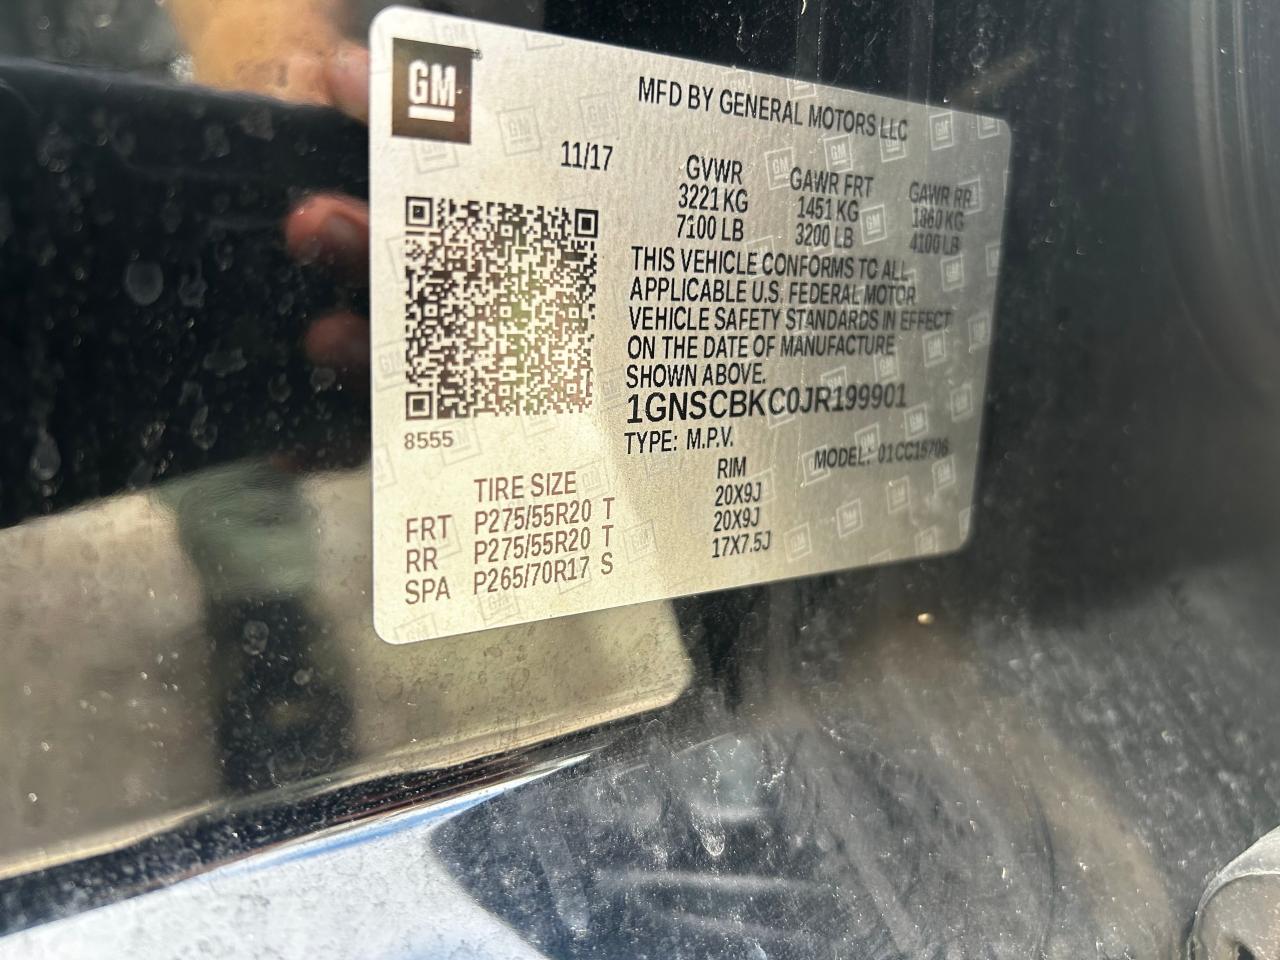 GM
MFD BY GENERAL MOTORS LLC
11/17
GVWR GAWR FRT GAWR RR
3221 KG 1451 KG 1860 KG
7100 LB 3200 LB 4100 LB
THIS VEHICLE CONFORMS TO ALL
APPLICABLE U.S. FEDERAL MOTOR
VEHICLE SAFETY STANDARDS IN EFFECT
ON THE DATE OF MANUFACTURE
SHOWN ABOVE.
1GNSCBKC0JR199901
TYPE: M.P.V. MODEL: 01CC15706
8555
TIRE SIZE RIM
FRT P275/55R20 T 20X9J
RR P275/55R20 T 20X9J
SPA P265/70R17 S 17X7.5J